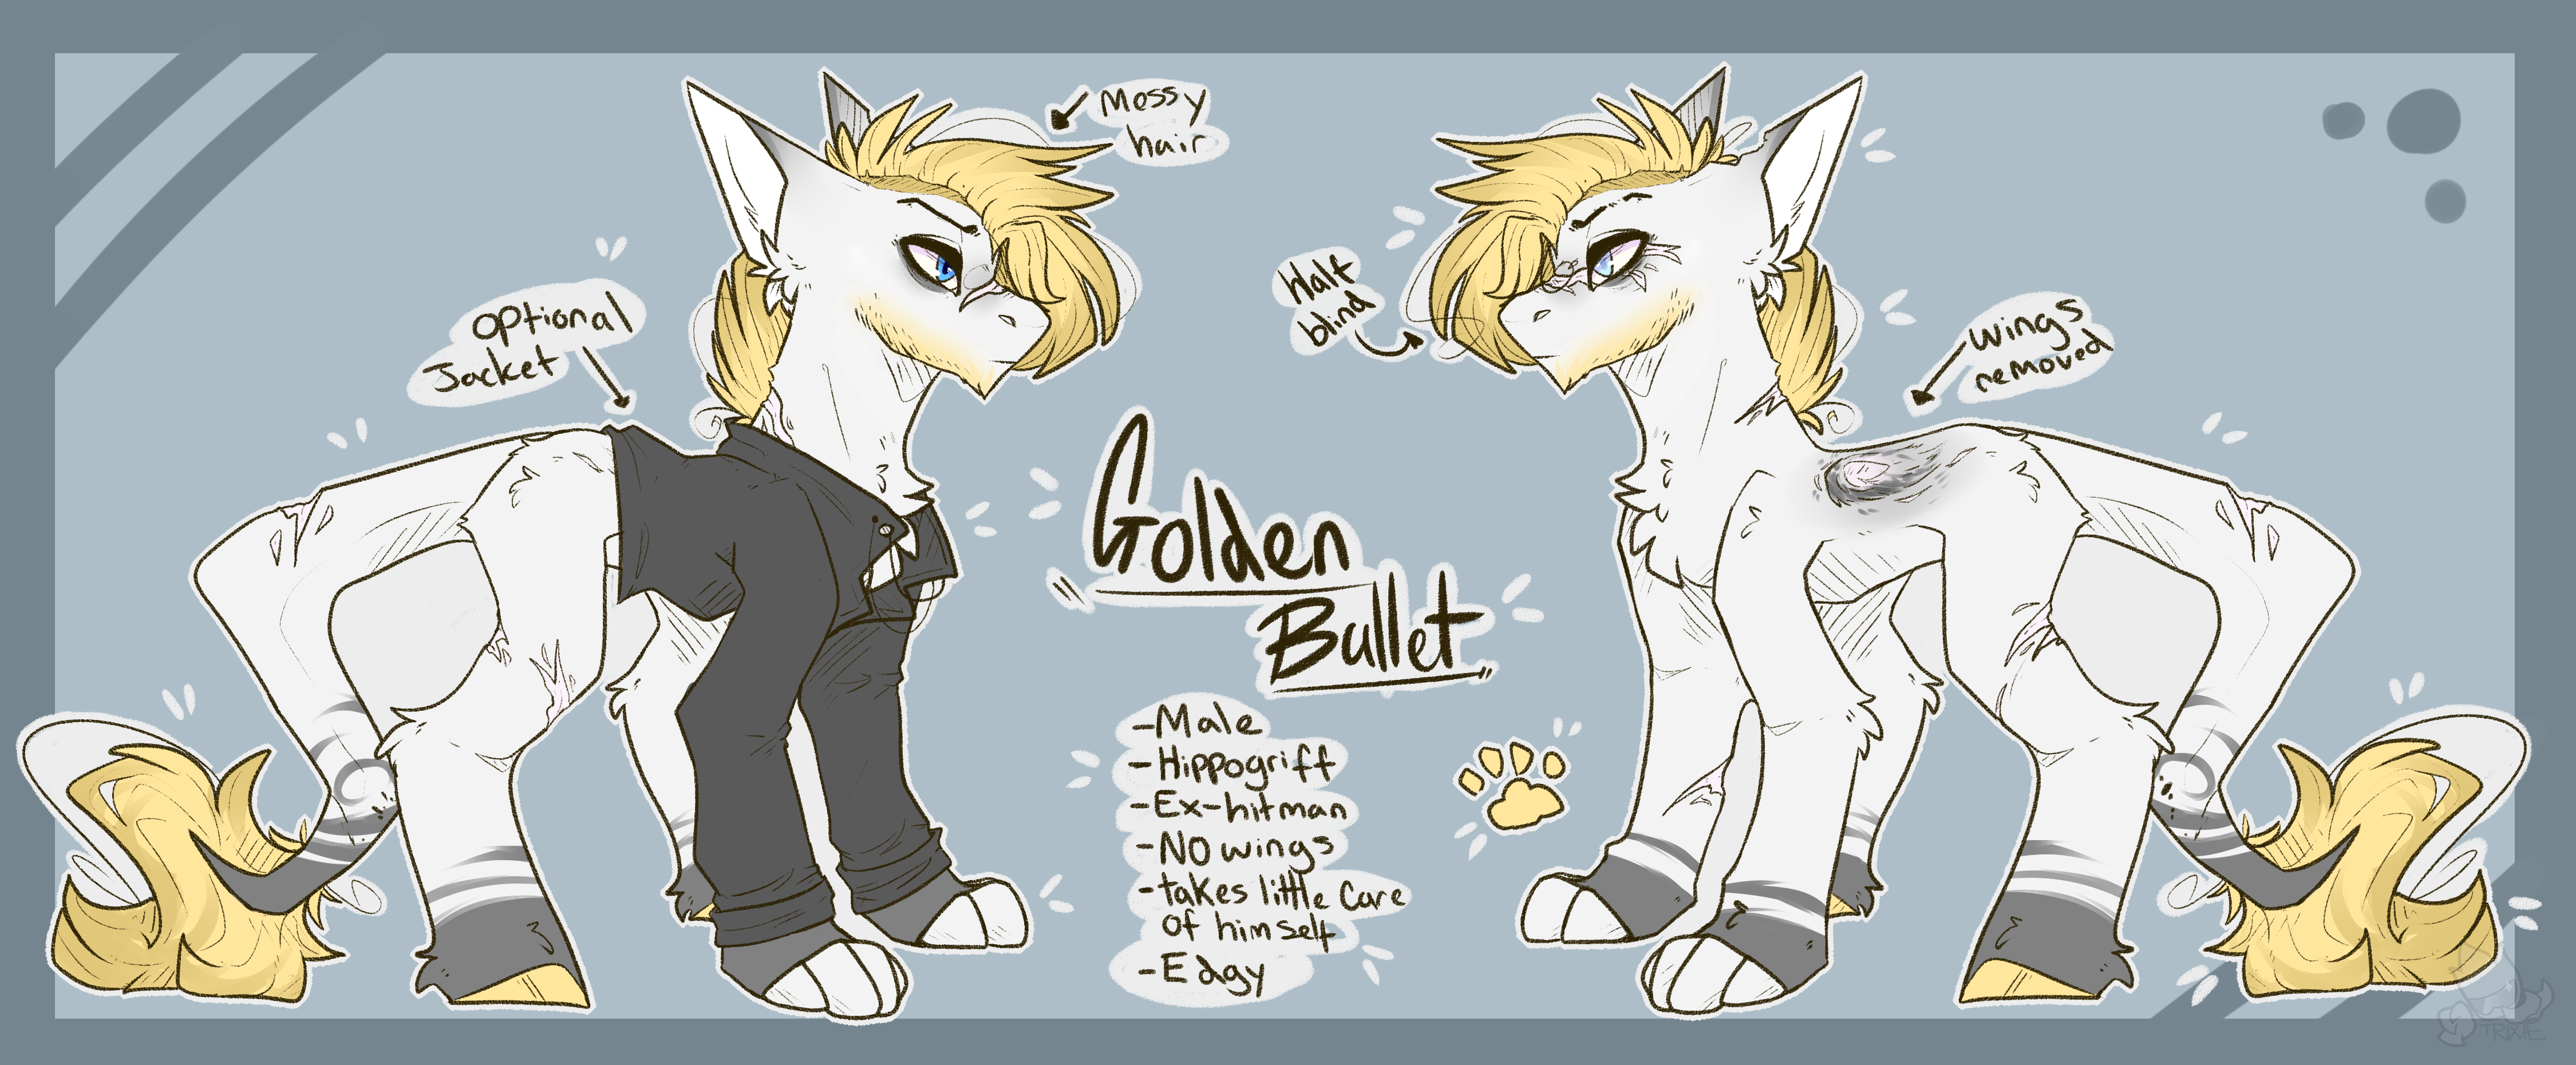 Messy
hair
optional
Jacket
Half
blind
wings
removed
Golden
Bullet
-Male
-Hippogriff
-Ex-hitman
-NO wings
-takes little care
of himself
-Edgy
TRIXIE